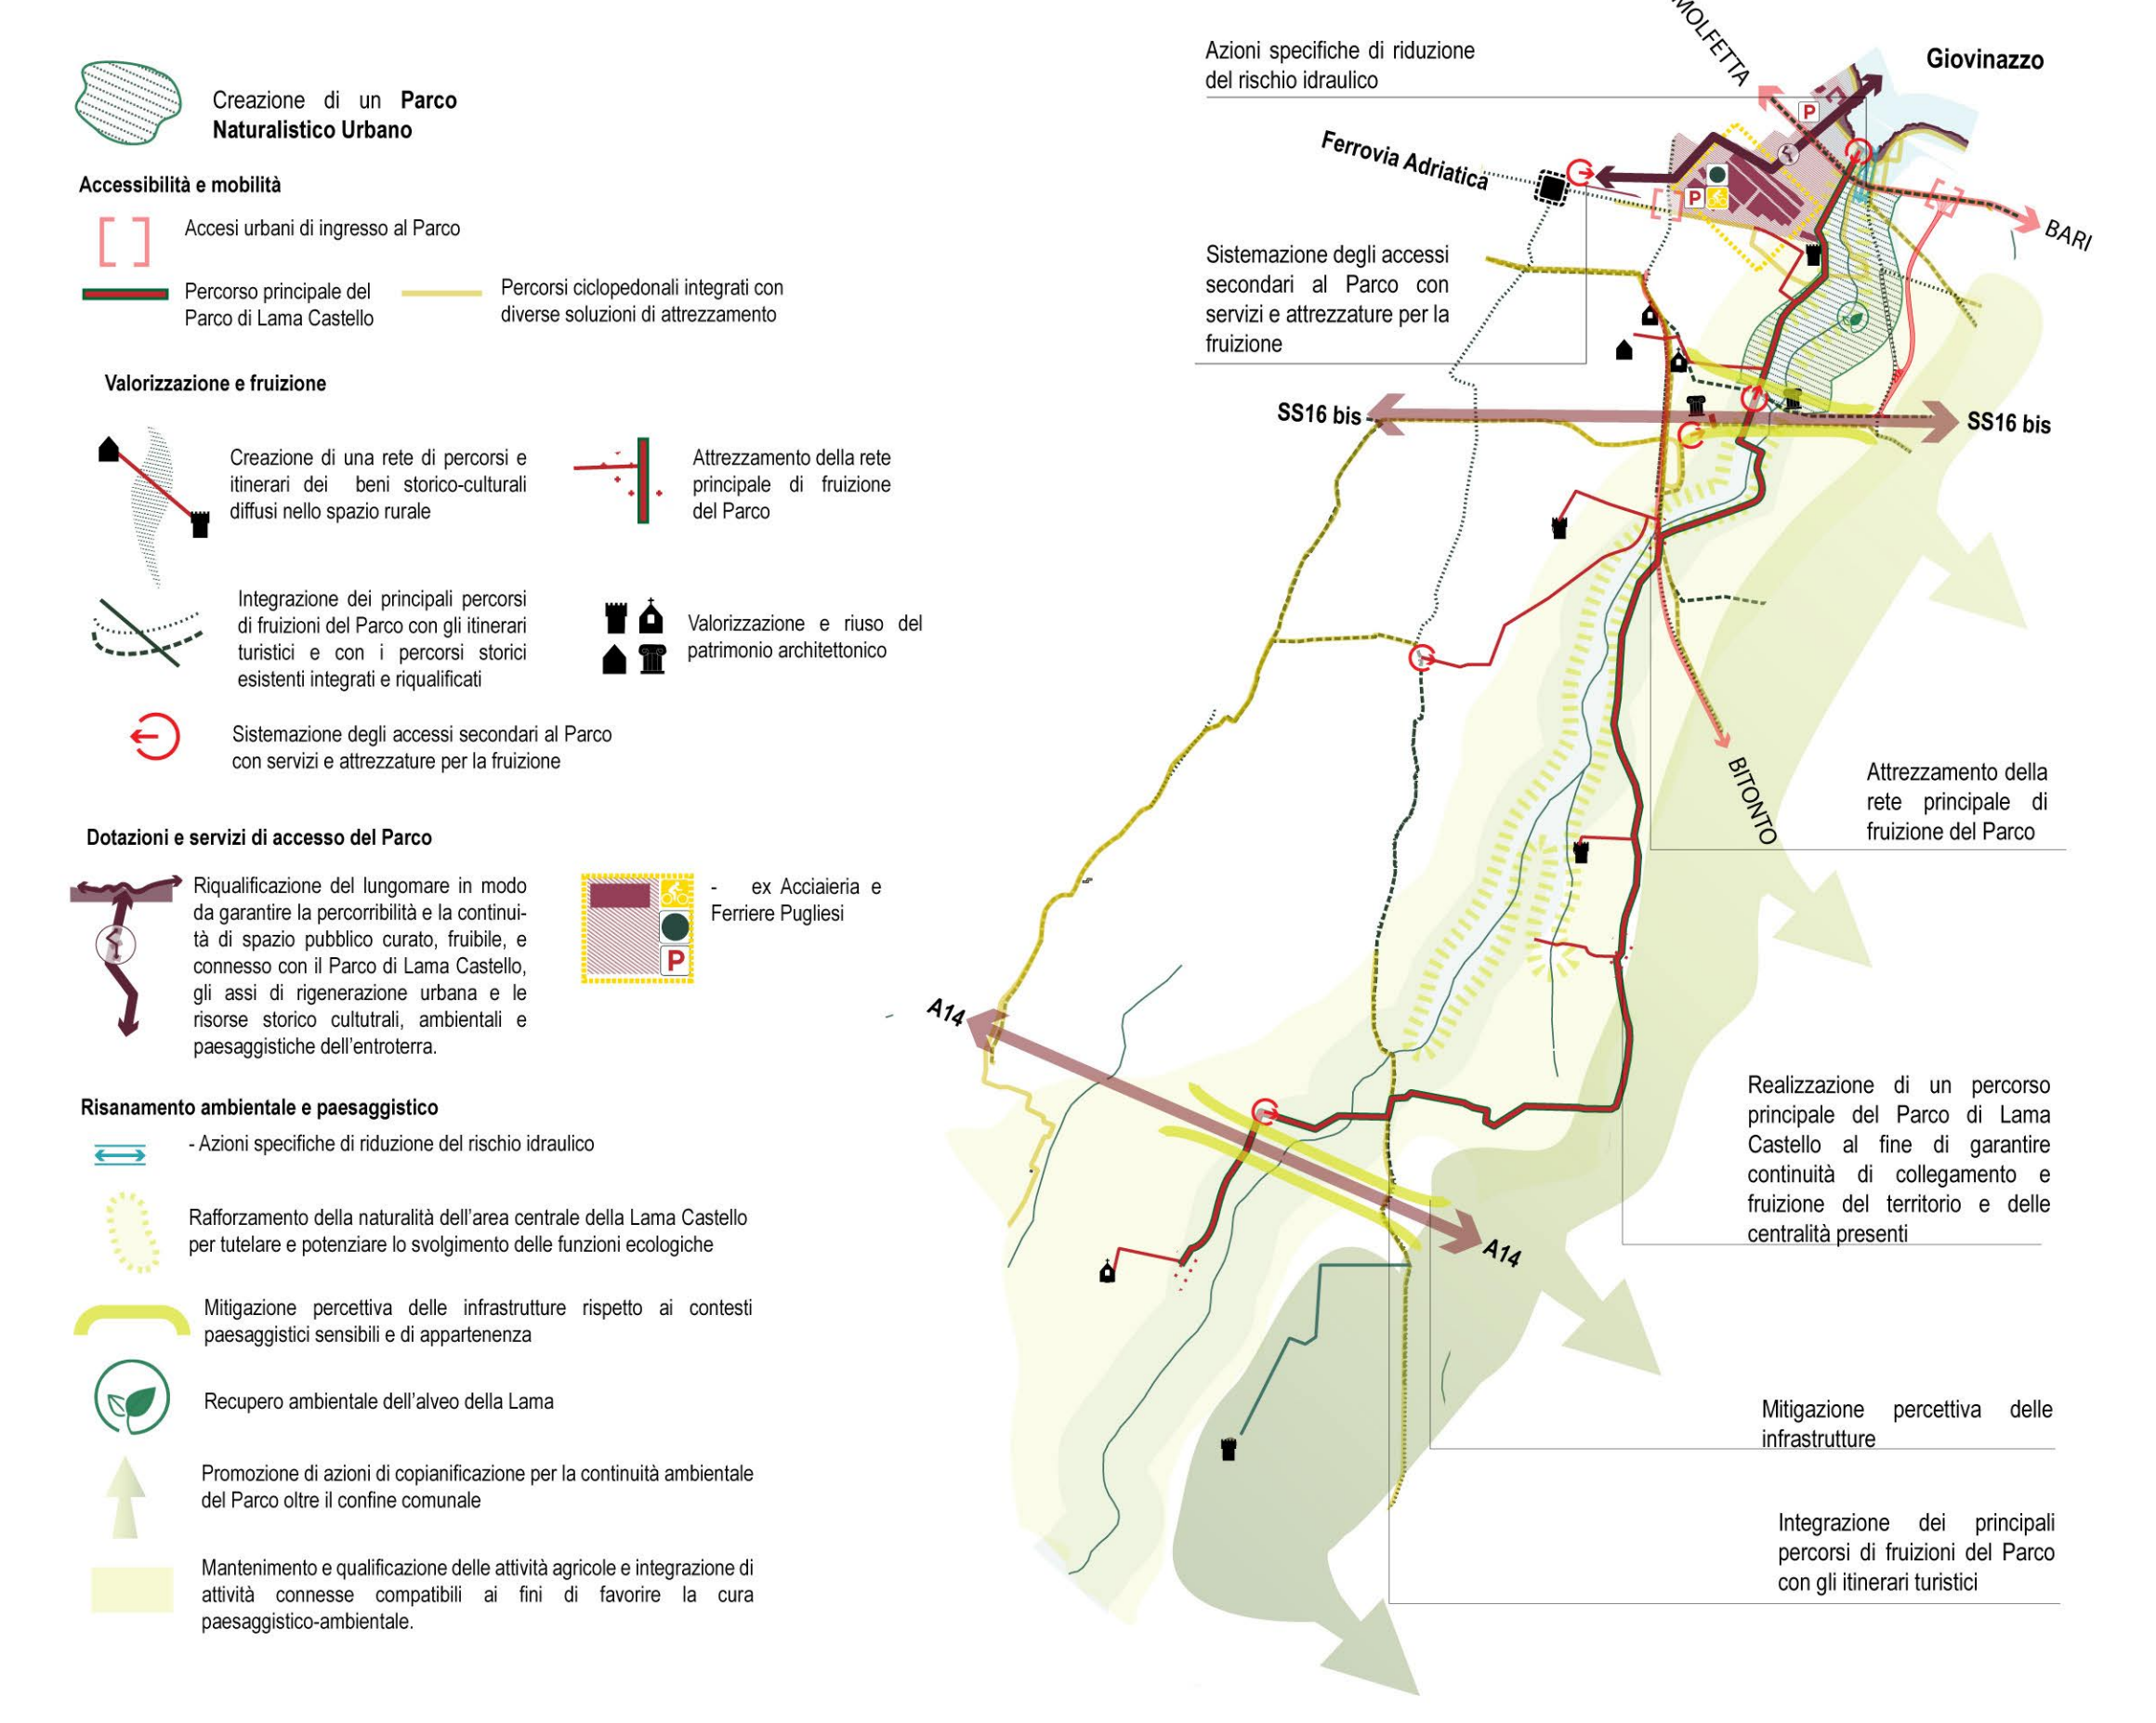 Creazione di un Parco
Naturalistico Urbano
Accessibilità e mobilità
Accesi urbani di ingresso al Parco
Percorso principale del
Parco di Lama Castello
Percorsi ciclopedonali integrati con
diverse soluzioni di attrezzamento
Valorizzazione e fruizione
Creazione di una rete di percorsi e
itinerari dei beni storico-culturali
diffusi nello spazio rurale
Attrezzamento della rete
principale di fruizione
del Parco
Integrazione dei principali percorsi
di fruizioni del Parco con gli itinerari
turistici e con i percorsi storici
esistenti integrati e riqualificati
Valorizzazione e riuso del
patrimonio architettonico
Sistemazione degli accessi secondari al Parco
con servizi e attrezzature per la fruizione
Dotazioni e servizi di accesso del Parco
Riqualificazione del lungomare in modo
da garantire la percorribilità e la continui-
tà di spazio pubblico curato, fruibile, e
connesso con il Parco di Lama Castello,
gli assi di rigenerazione urbana e le
risorse storico cultutrali, ambientali e
paesaggistiche dell'entroterra.
P
- ex Acciaieria e
Ferriere Pugliesi
Risanamento ambientale e paesaggistico
- Azioni specifiche di riduzione del rischio idraulico
Rafforzamento della naturalità dell'area centrale della Lama Castello
per tutelare e potenziare lo svolgimento delle funzioni ecologiche
Mitigazione percettiva delle infrastrutture rispetto ai contesti
paesaggistici sensibili e di appartenenza
Recupero ambientale dell'alveo della Lama
Promozione di azioni di copianificazione per la continuità ambientale
del Parco oltre il confine comunale
Mantenimento e qualificazione delle attività agricole e integrazione di
attività connesse compatibili ai fini di favorire la cura
paesaggistico-ambientale.
Azioni specifiche di riduzione
del rischio idraulico
MOLFETTA
Giovinazzo
P
Ferrovia Adriatica
P
BARI
Sistemazione degli accessi
secondari al Parco con
servizi e attrezzature per la
fruizione
SS16 bis
SS16 bis
BITONTO
Attrezzamento della
rete principale di
fruizione del Parco
A14
Realizzazione di un percorso
principale del Parco di Lama
Castello al fine di garantire
continuità di collegamento e
fruizione del territorio e delle
centralità presenti
A14
Mitigazione percettiva delle
infrastrutture
Integrazione dei principali
percorsi di fruizioni del Parco
con gli itinerari turistici